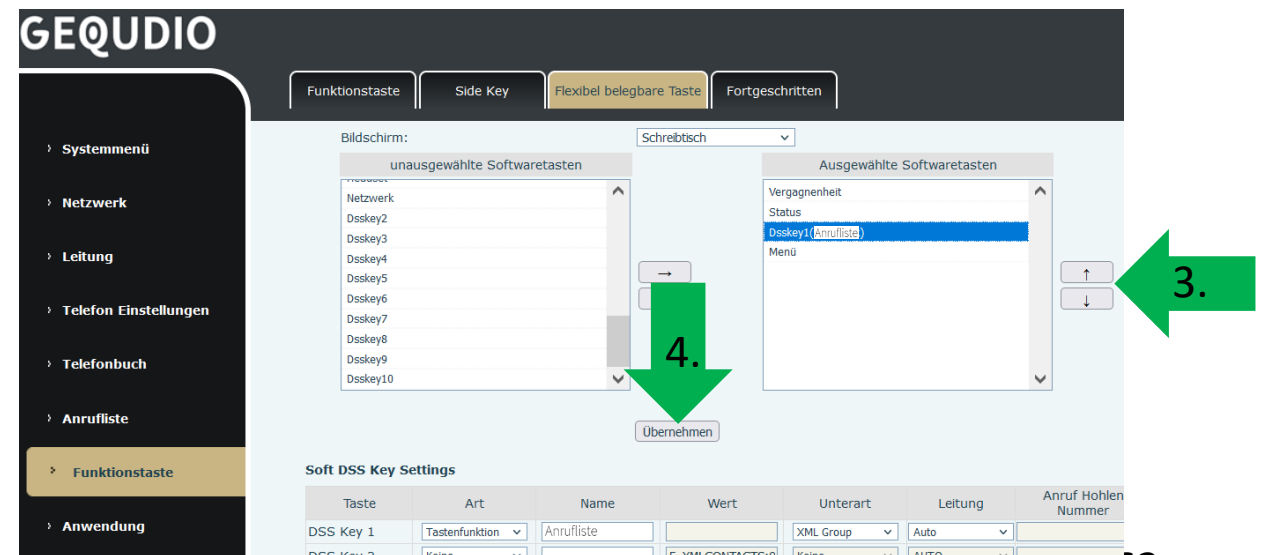 GEQUDIO
Funktionstaste Side Key Flexibel belegbare Taste Fortgeschritten
Systemmenü
Netzwerk
Leitung
Telefon Einstellungen
Telefonbuch
Anrufliste
Funktionstaste
Anwendung
Bildschirm: Schreibtisch
unausgewählte Softwaretasten
Netzwerk
Dsskey2
Dsskey3
Dsskey4
Dsskey5
Dsskey6
Dsskey7
Dsskey8
Dsskey9
Dsskey10
→
Ausgewählte Softwaretasten
Vergagnenheit
Status
Dsskey1(Anrufliste)
Menü
↑
↓
3.
4.
Übernehmen
Soft DSS Key Settings
Taste Art Name Wert Unterart Leitung Anruf Hohlen
Nummer
DSS Key 1 Tastenfunktion Anrufliste XML Group Auto